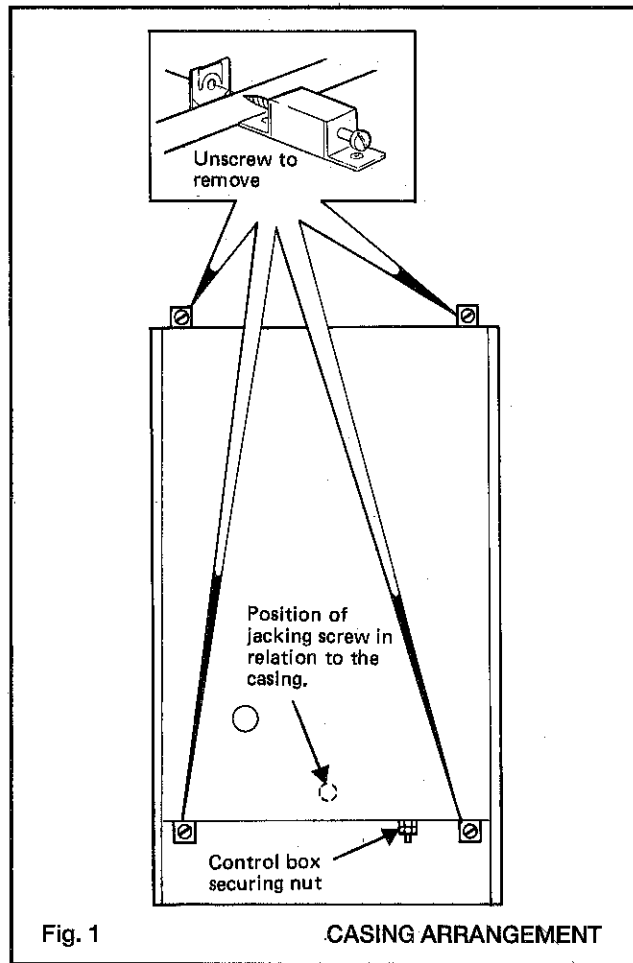 Unscrew to
remove
Position of
jacking screw in
relation to the
casing.
Control box
securing nut
Fig. 1 CASING ARRANGEMENT